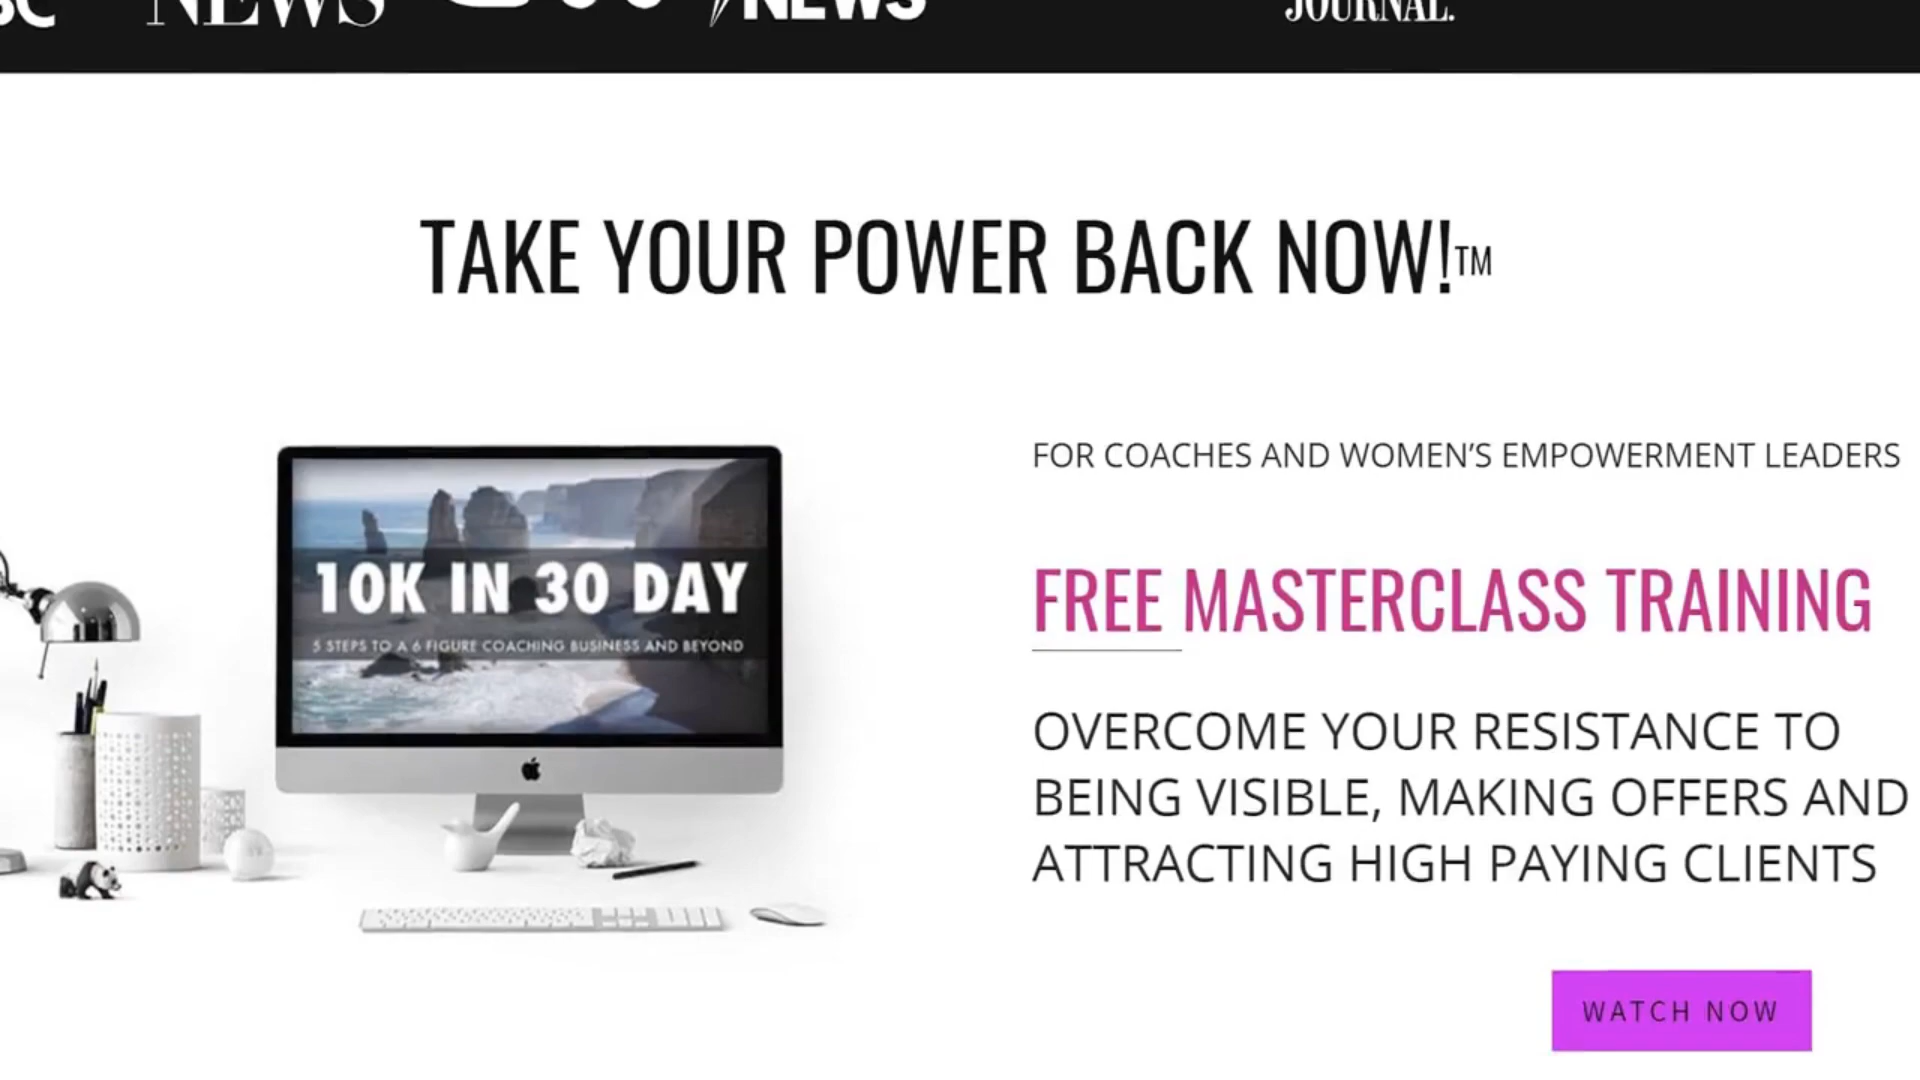 NEWS
NEWS
JOURNAL.
TAKE YOUR POWER BACK NOW!TM
10K IN 30 DAY
5 STEPS TO A 6 FIGURE COACHING BUSINESS AND BEYOND
FOR COACHES AND WOMEN'S EMPOWERMENT LEADERS
FREE MASTERCLASS TRAINING
OVERCOME YOUR RESISTANCE TO
BEING VISIBLE, MAKING OFFERS AND
ATTRACTING HIGH PAYING CLIENTS
WATCH NOW